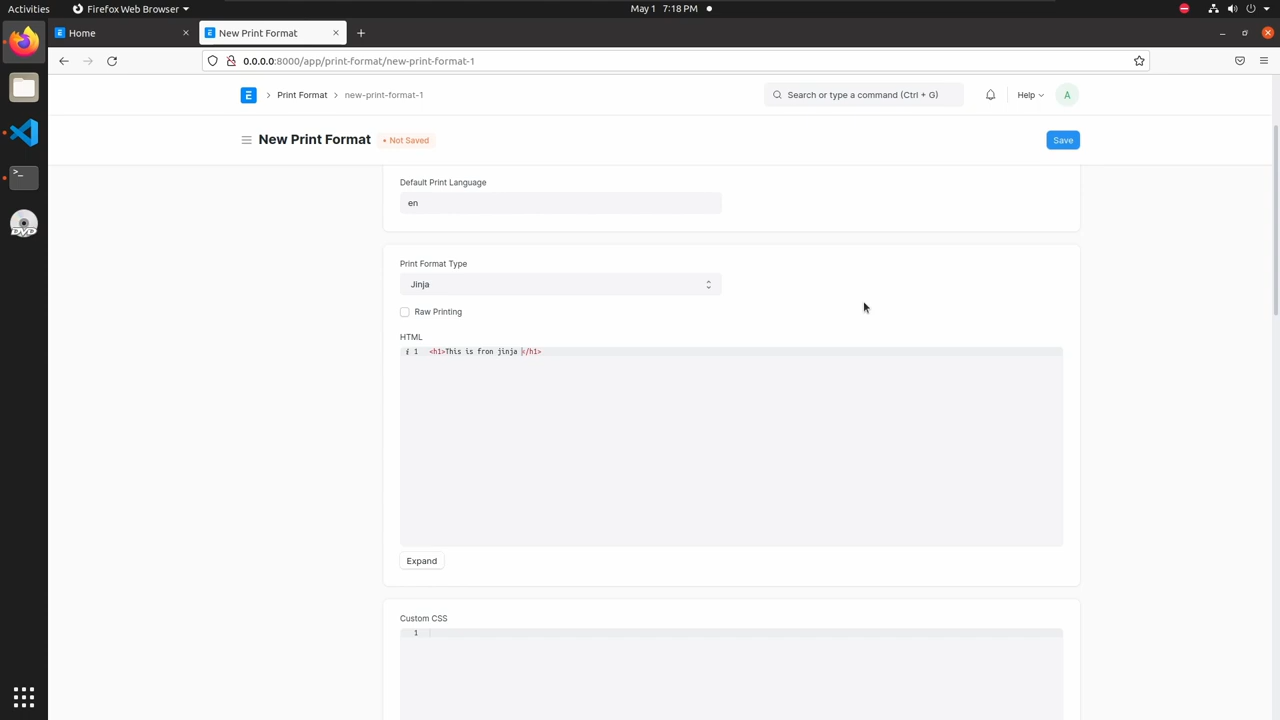 Activities
Firefox Web Browser
May 1 7:18 PM
Home
New Print Format
0.0.0.0:8000/app/print-format/new-print-format-1
E
Print Format
new-print-format-1
Search or type a command (Ctrl + G)
Help
A
New Print Format
Not Saved
Save
Default Print Language
en
Print Format Type
Jinja
Raw Printing
HTML
i 1 <h1>This is fron jinja </h1>
Expand
Custom CSS
1
DVD